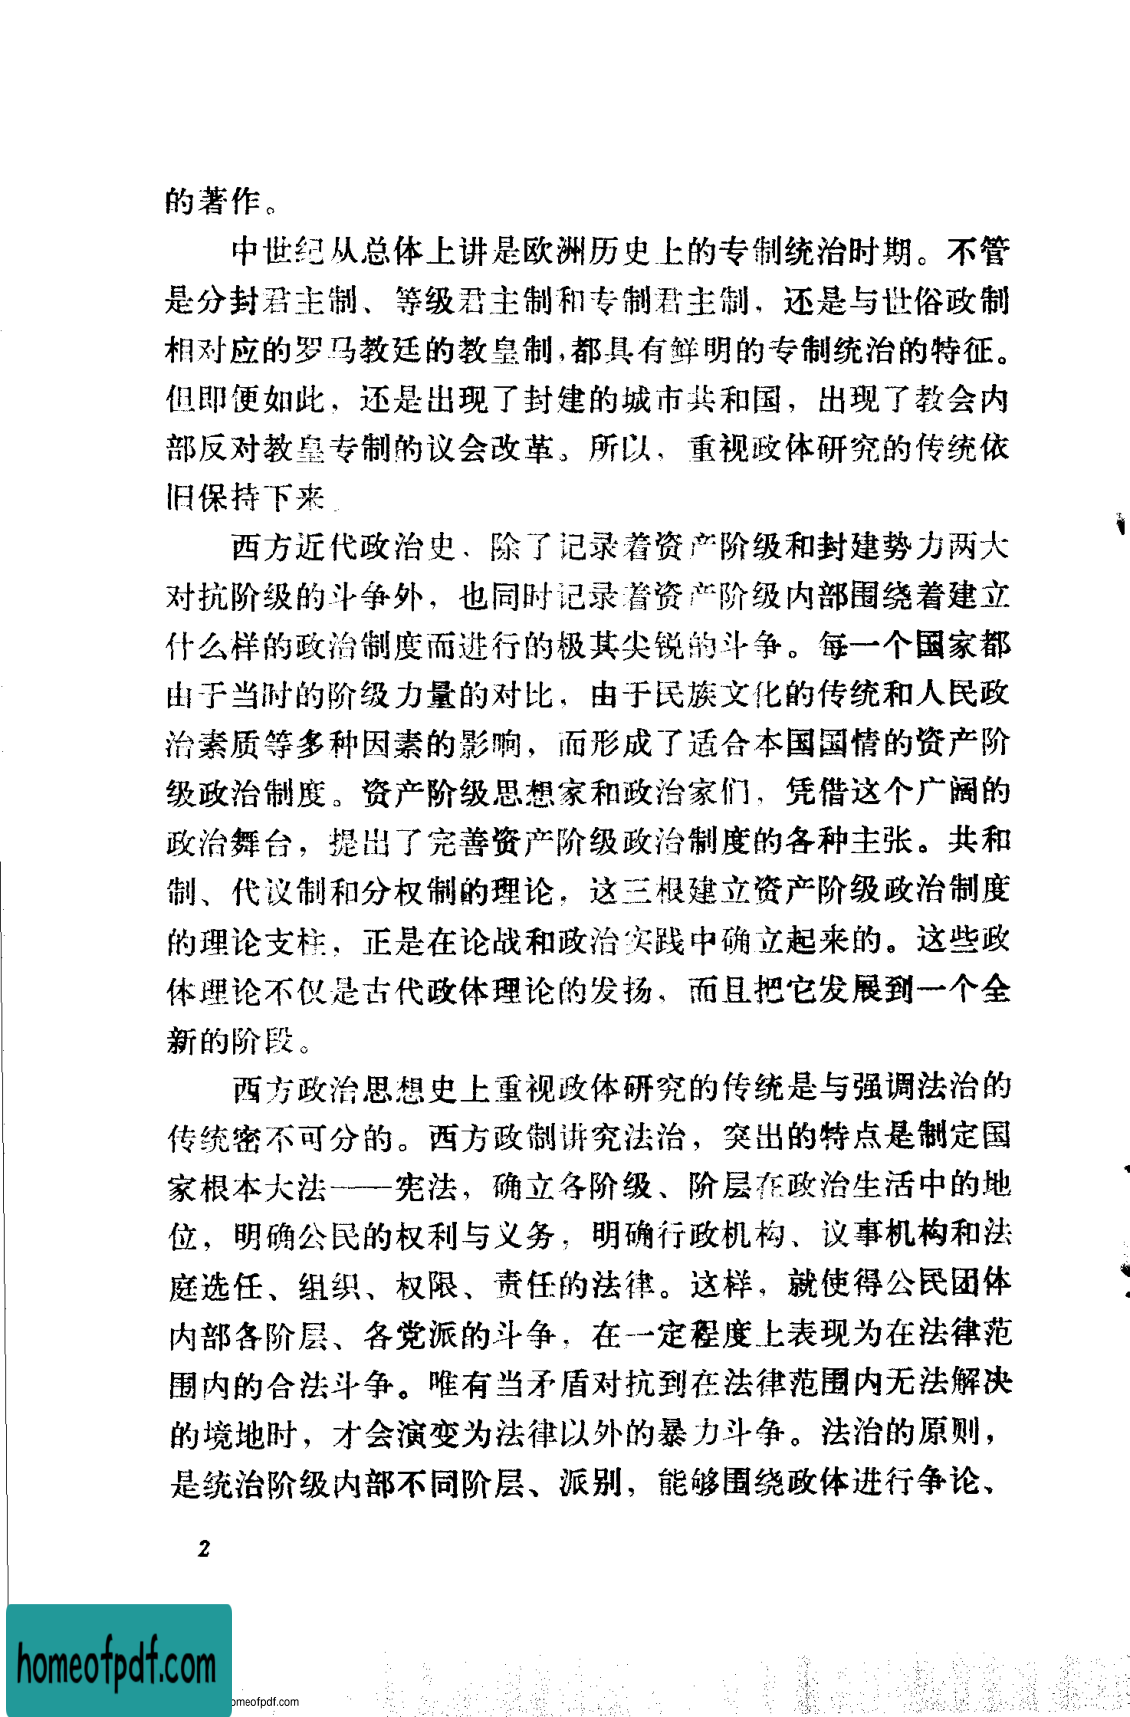 的著作。
中世纪从总体上讲是欧洲历史上的专制统治时期。不管
是分封君主制、等级君主制和专制君主制，还是与世俗政制
相对应的罗马教廷的教皇制，都具有鲜明的专制统治的特征。
但即便如此，还是出现了封建的城市共和国，出现了教会内
部反对教皇专制的议会改革。所以，重视政体研究的传统依
旧保持下来
西方近代政治史、除了记录着资产阶级和封建势力两大
对抗阶级的斗争外，也同时记录着资产阶级内部围绕着建立
什么样的政治制度而进行的极其尖锐的斗争。每一个国家都
由于当时的阶级力量的对比，由于民族文化的传统和人民政
治素质等多种因素的影响，而形成了适合本国国情的资产阶
级政治制度。资产阶级思想家和政治家们，凭借这个广阔的
政治舞台，提出了完善资产阶级政治制度的各种主张。共和
制、代议制和分权制的理论，这三根建立资产阶级政治制度
的理论支柱，正是在论战和政治实践中确立起来的。这些政
体理论不仅是古代政体理论的发扬，而且把它发展到一个全
新的阶段。
西方政治思想史上重视政体研究的传统是与强调法治的
传统密不可分的。西方政制讲究法治，突出的特点是制定国
家根本大法——宪法，确立各阶级、阶层在政治生活中的地
位，明确公民的权利与义务，明确行政机构、议事机构和法
庭选任、组织、权限、责任的法律。这样，就使得公民团体
内部各阶层、各党派的斗争，在一定程度上表现为在法律范
围内的合法斗争。唯有当矛盾对抗到在法律范围内无法解决
的境地时，才会演变为法律以外的暴力斗争。法治的原则，
是统治阶级内部不同阶层、派别，能够围绕政体进行争论、
2
homeofpdf.com
omeofpdf.com